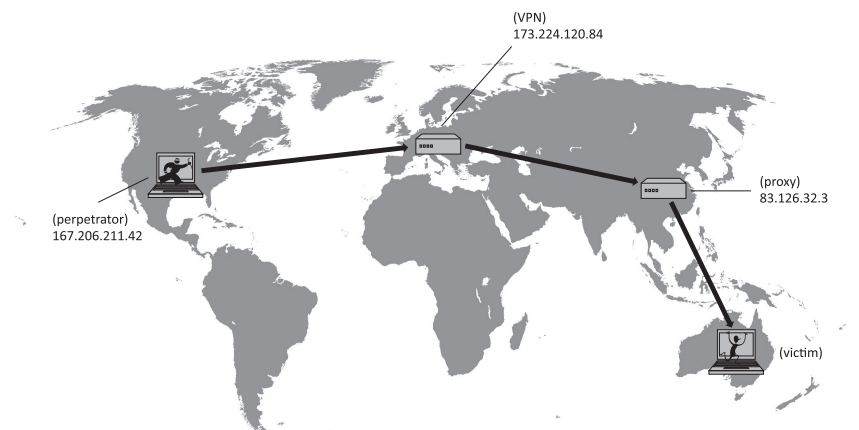 (VPN)
173.224.120.84
(proxy)
83.126.32.3
(perpetrator)
167.206.211.42
(victim)